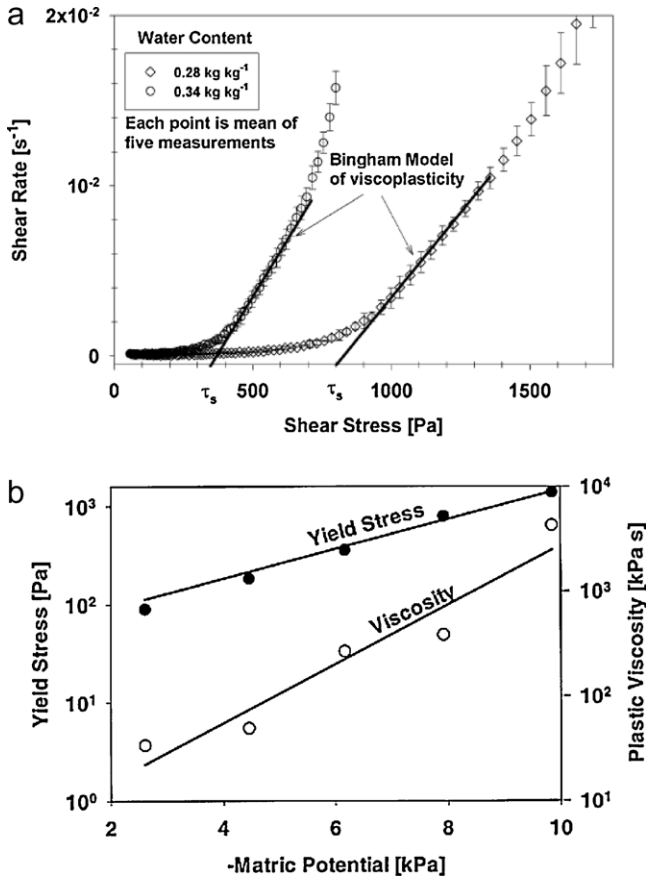 a
2x10⁻²
Water Content
0.28 kg kg⁻¹
0.34 kg kg⁻¹
Each point is mean of
five measurements
Bingham Model
of viscoplasticity
Shear Rate [s⁻¹]
10⁻²
0
0 500 1000 1500
τs τs
Shear Stress [Pa]
b
10³
10²
10¹
10⁰
Yield Stress [Pa]
Yield Stress
Viscosity
10⁴
10³
10²
10¹
Plastic Viscosity [kPa s]
2 4 6 8 10
-Matric Potential [kPa]